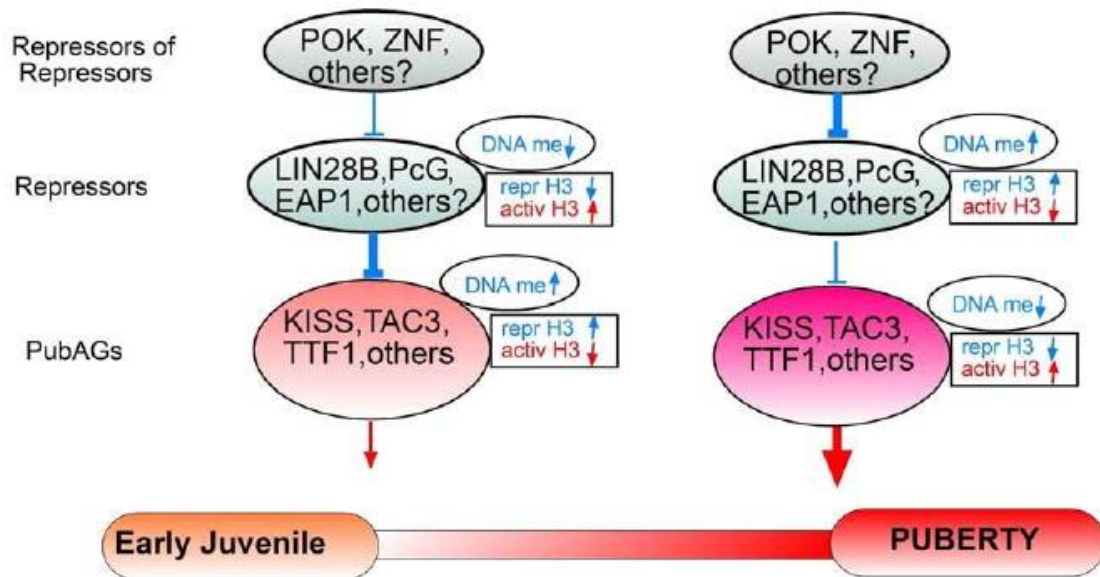 Repressors of
Repressors
POK, ZNF,
others?
POK, ZNF,
others?
DNA me
DNA me
Repressors
LIN28B,PcG,
EAP1,others?
repr H3
activ H3
LIN28B,PcG,
EAP1,others?
repr H3
activ H3
DNA me
DNA me
PubAGs
KISS,TAC3,
TTF1,others
repr H3
activ H3
KISS,TAC3,
TTF1,others
repr H3
activ H3
Early Juvenile
PUBERTY